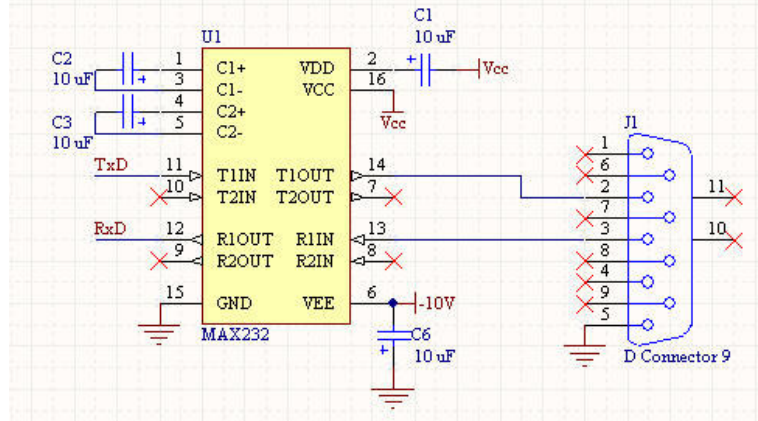 C1
10 uF
+
Vcc
U1
C2
10 uF
+
C3
10 uF
+
1
3
4
5
C1+
C1-
C2+
C2-
VDD
VCC
2
16
Vcc
TxD
11
T1IN
T1OUT
14
10
T2IN
T2OUT
7
RxD
12
R1OUT
R1IN
13
9
R2OUT
R2IN
8
15
GND
VEE
6
-10V
MAX232
C6
10 uF
+
J1
1
6
2
7
3
8
4
9
5
11
10
D Connector 9